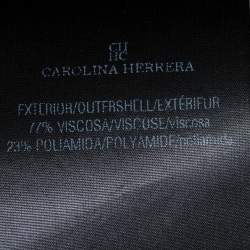 CH
HC
CAROLINA HERRERA
EXTERIOR/OUTERSHELL/EXTÉRIEUR
77% VISCOSA/VISCOSE/viscosa
23% POLIAMIDA/POLYAMIDE/poliamida